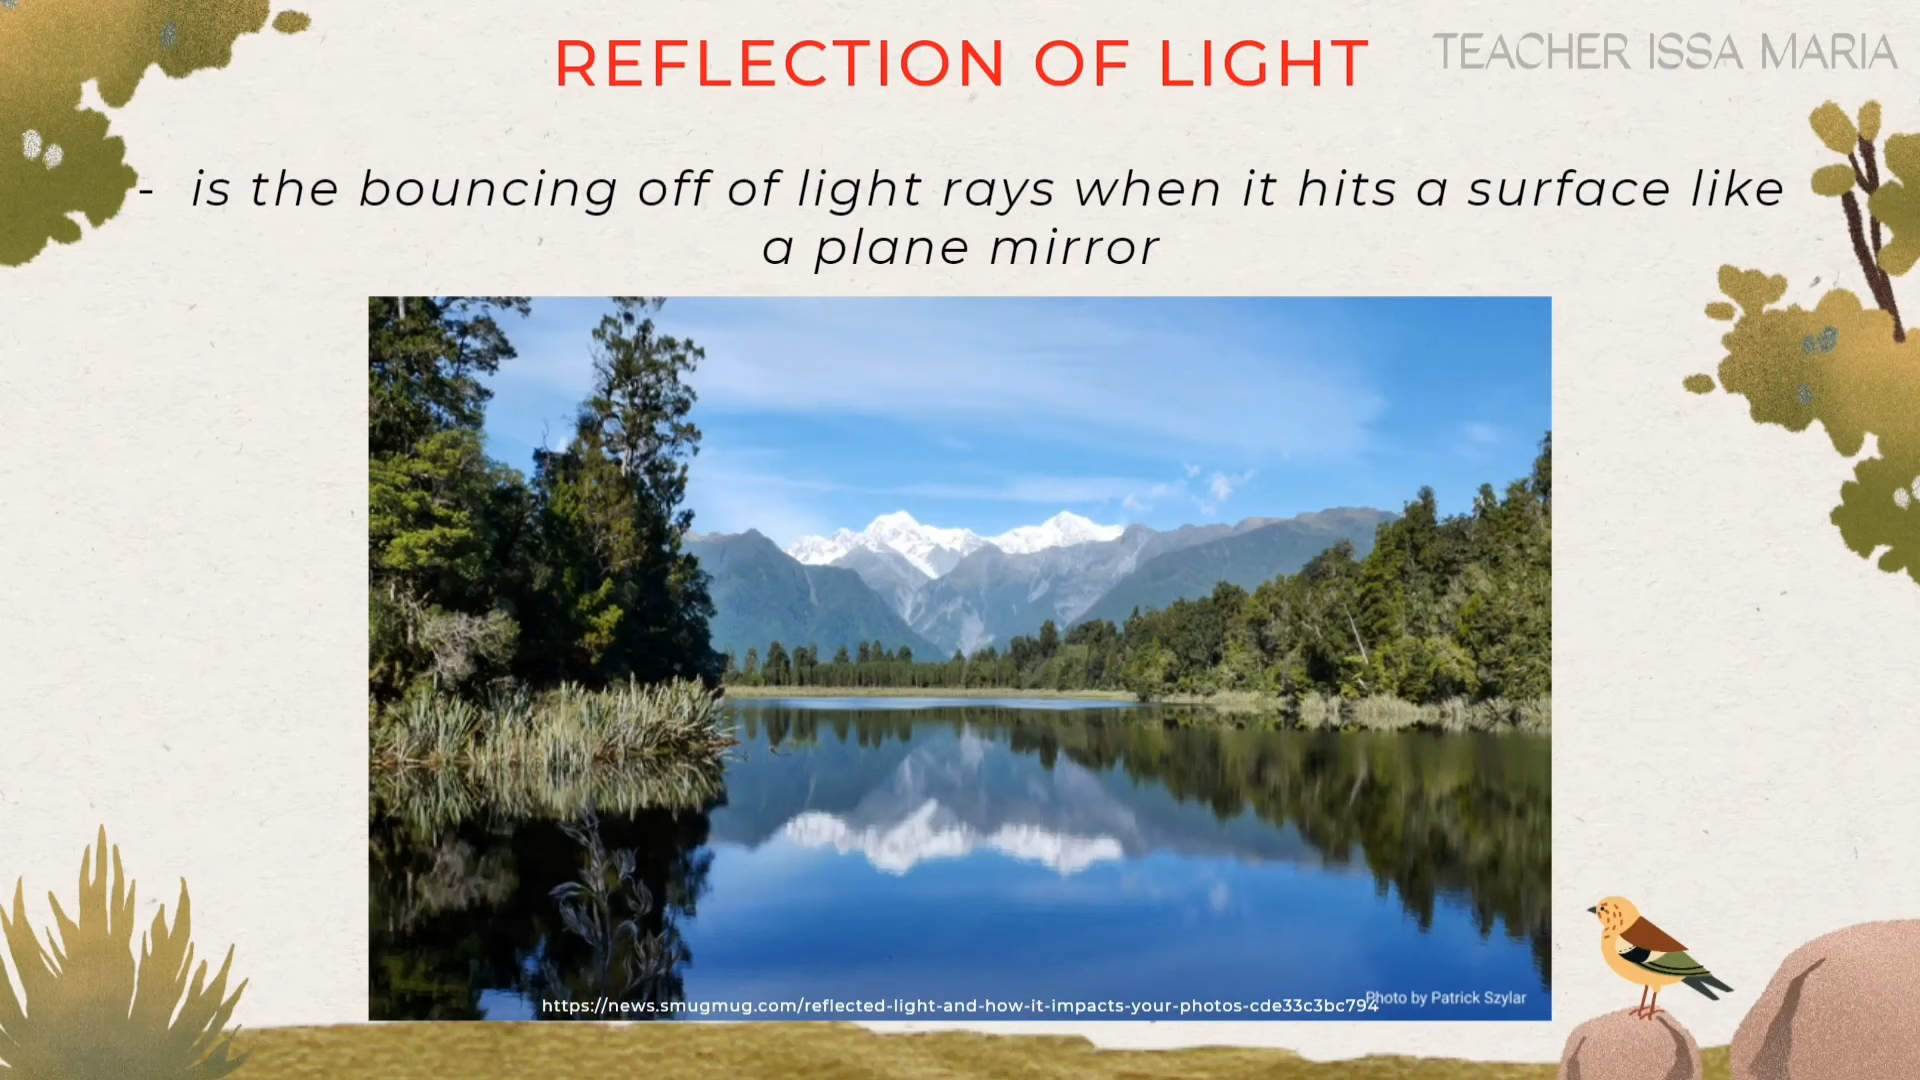 REFLECTION OF LIGHT
TEACHER ISSA MARIA
- is the bouncing off of light rays when it hits a surface like
a plane mirror
https://news.smugmug.com/reflected-light-and-how-it-impacts-your-photos-cde33c3bc794
Photo by Patrick Szylar